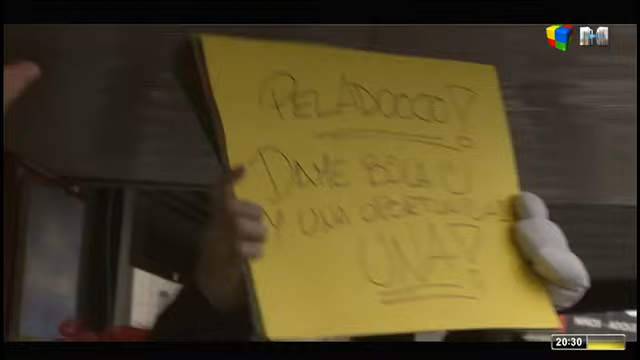 PELADOOOO!
DAME BOLA
Y UNA OPORTUNIDAD
UNA!
20:30